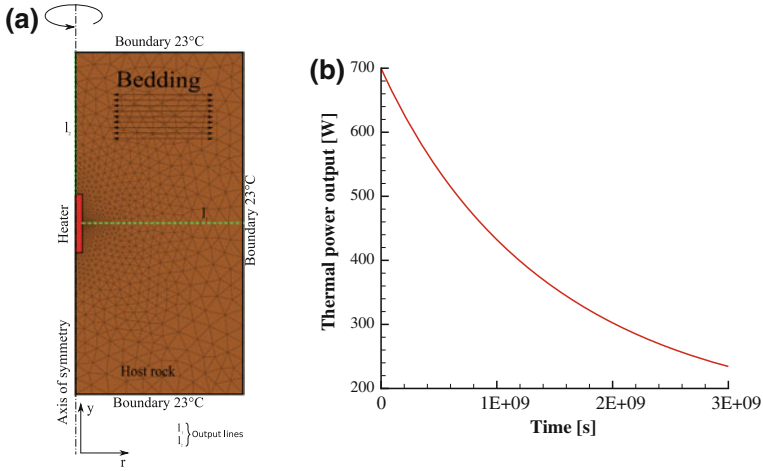 (a)
Boundary 23°C
Bedding
l
Heater
l
Boundary 23°C
Axis of symmetry
Host rock
Boundary 23°C
y
r
l
l
Output lines
(b)
Thermal power output [W]
700
600
500
400
300
200
0
1E+09
2E+09
3E+09
Time [s]